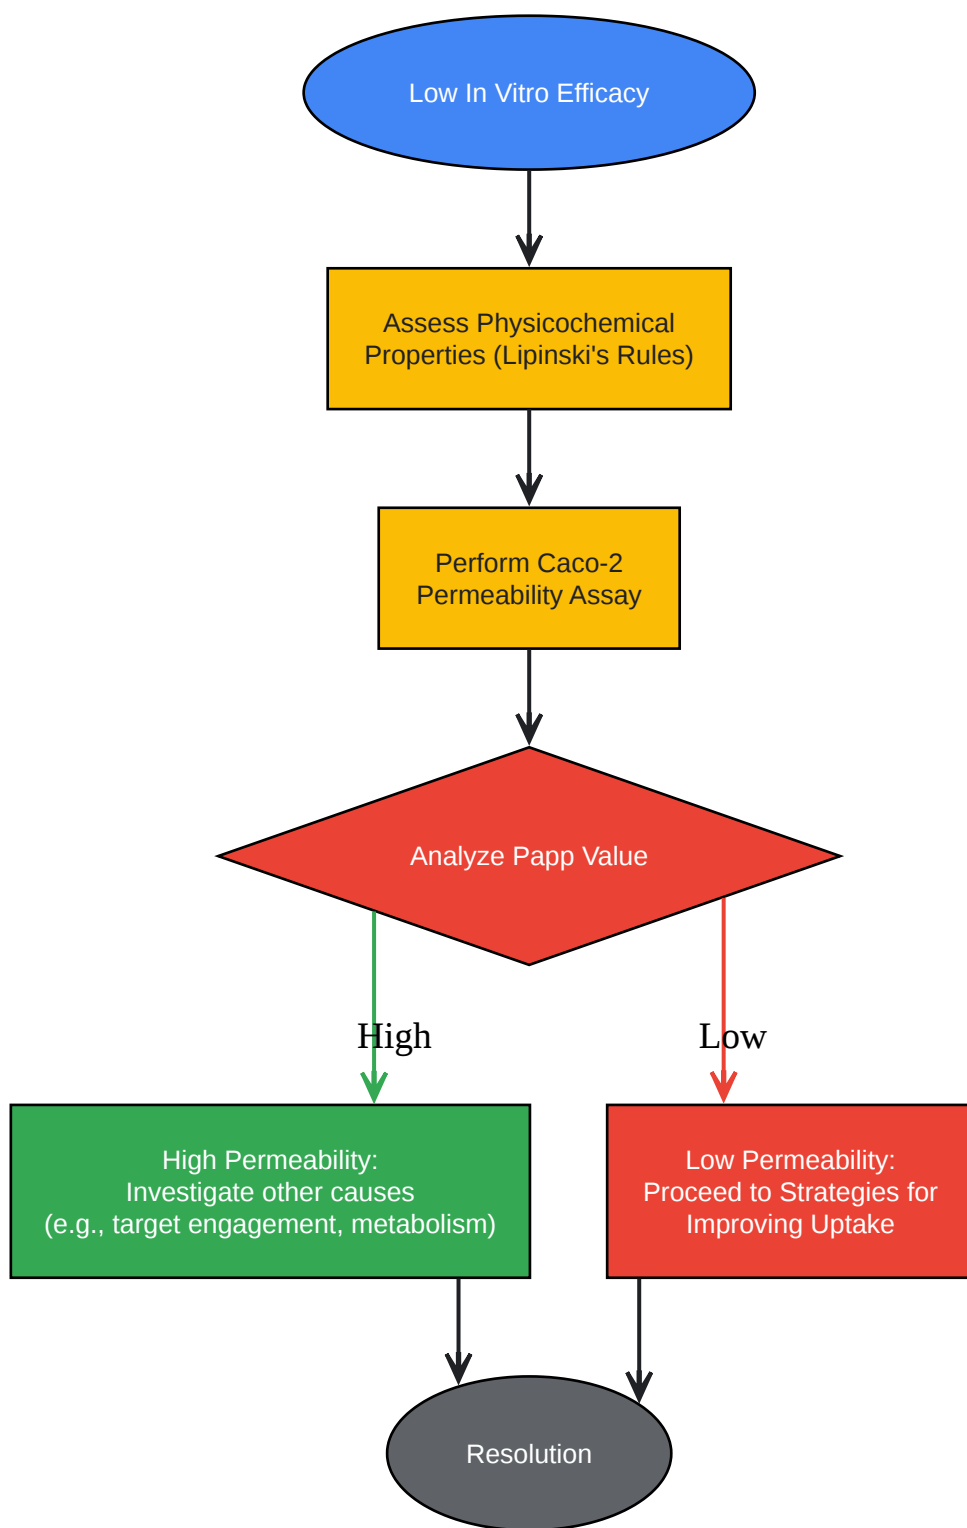 Low In Vitro Efficacy
Assess Physicochemical
Properties (Lipinski's Rules)
Perform Caco-2
Permeability Assay
Analyze Papp Value
High
Low
High Permeability:
Investigate other causes
(e.g., target engagement, metabolism)
Low Permeability:
Proceed to Strategies for
Improving Uptake
Resolution